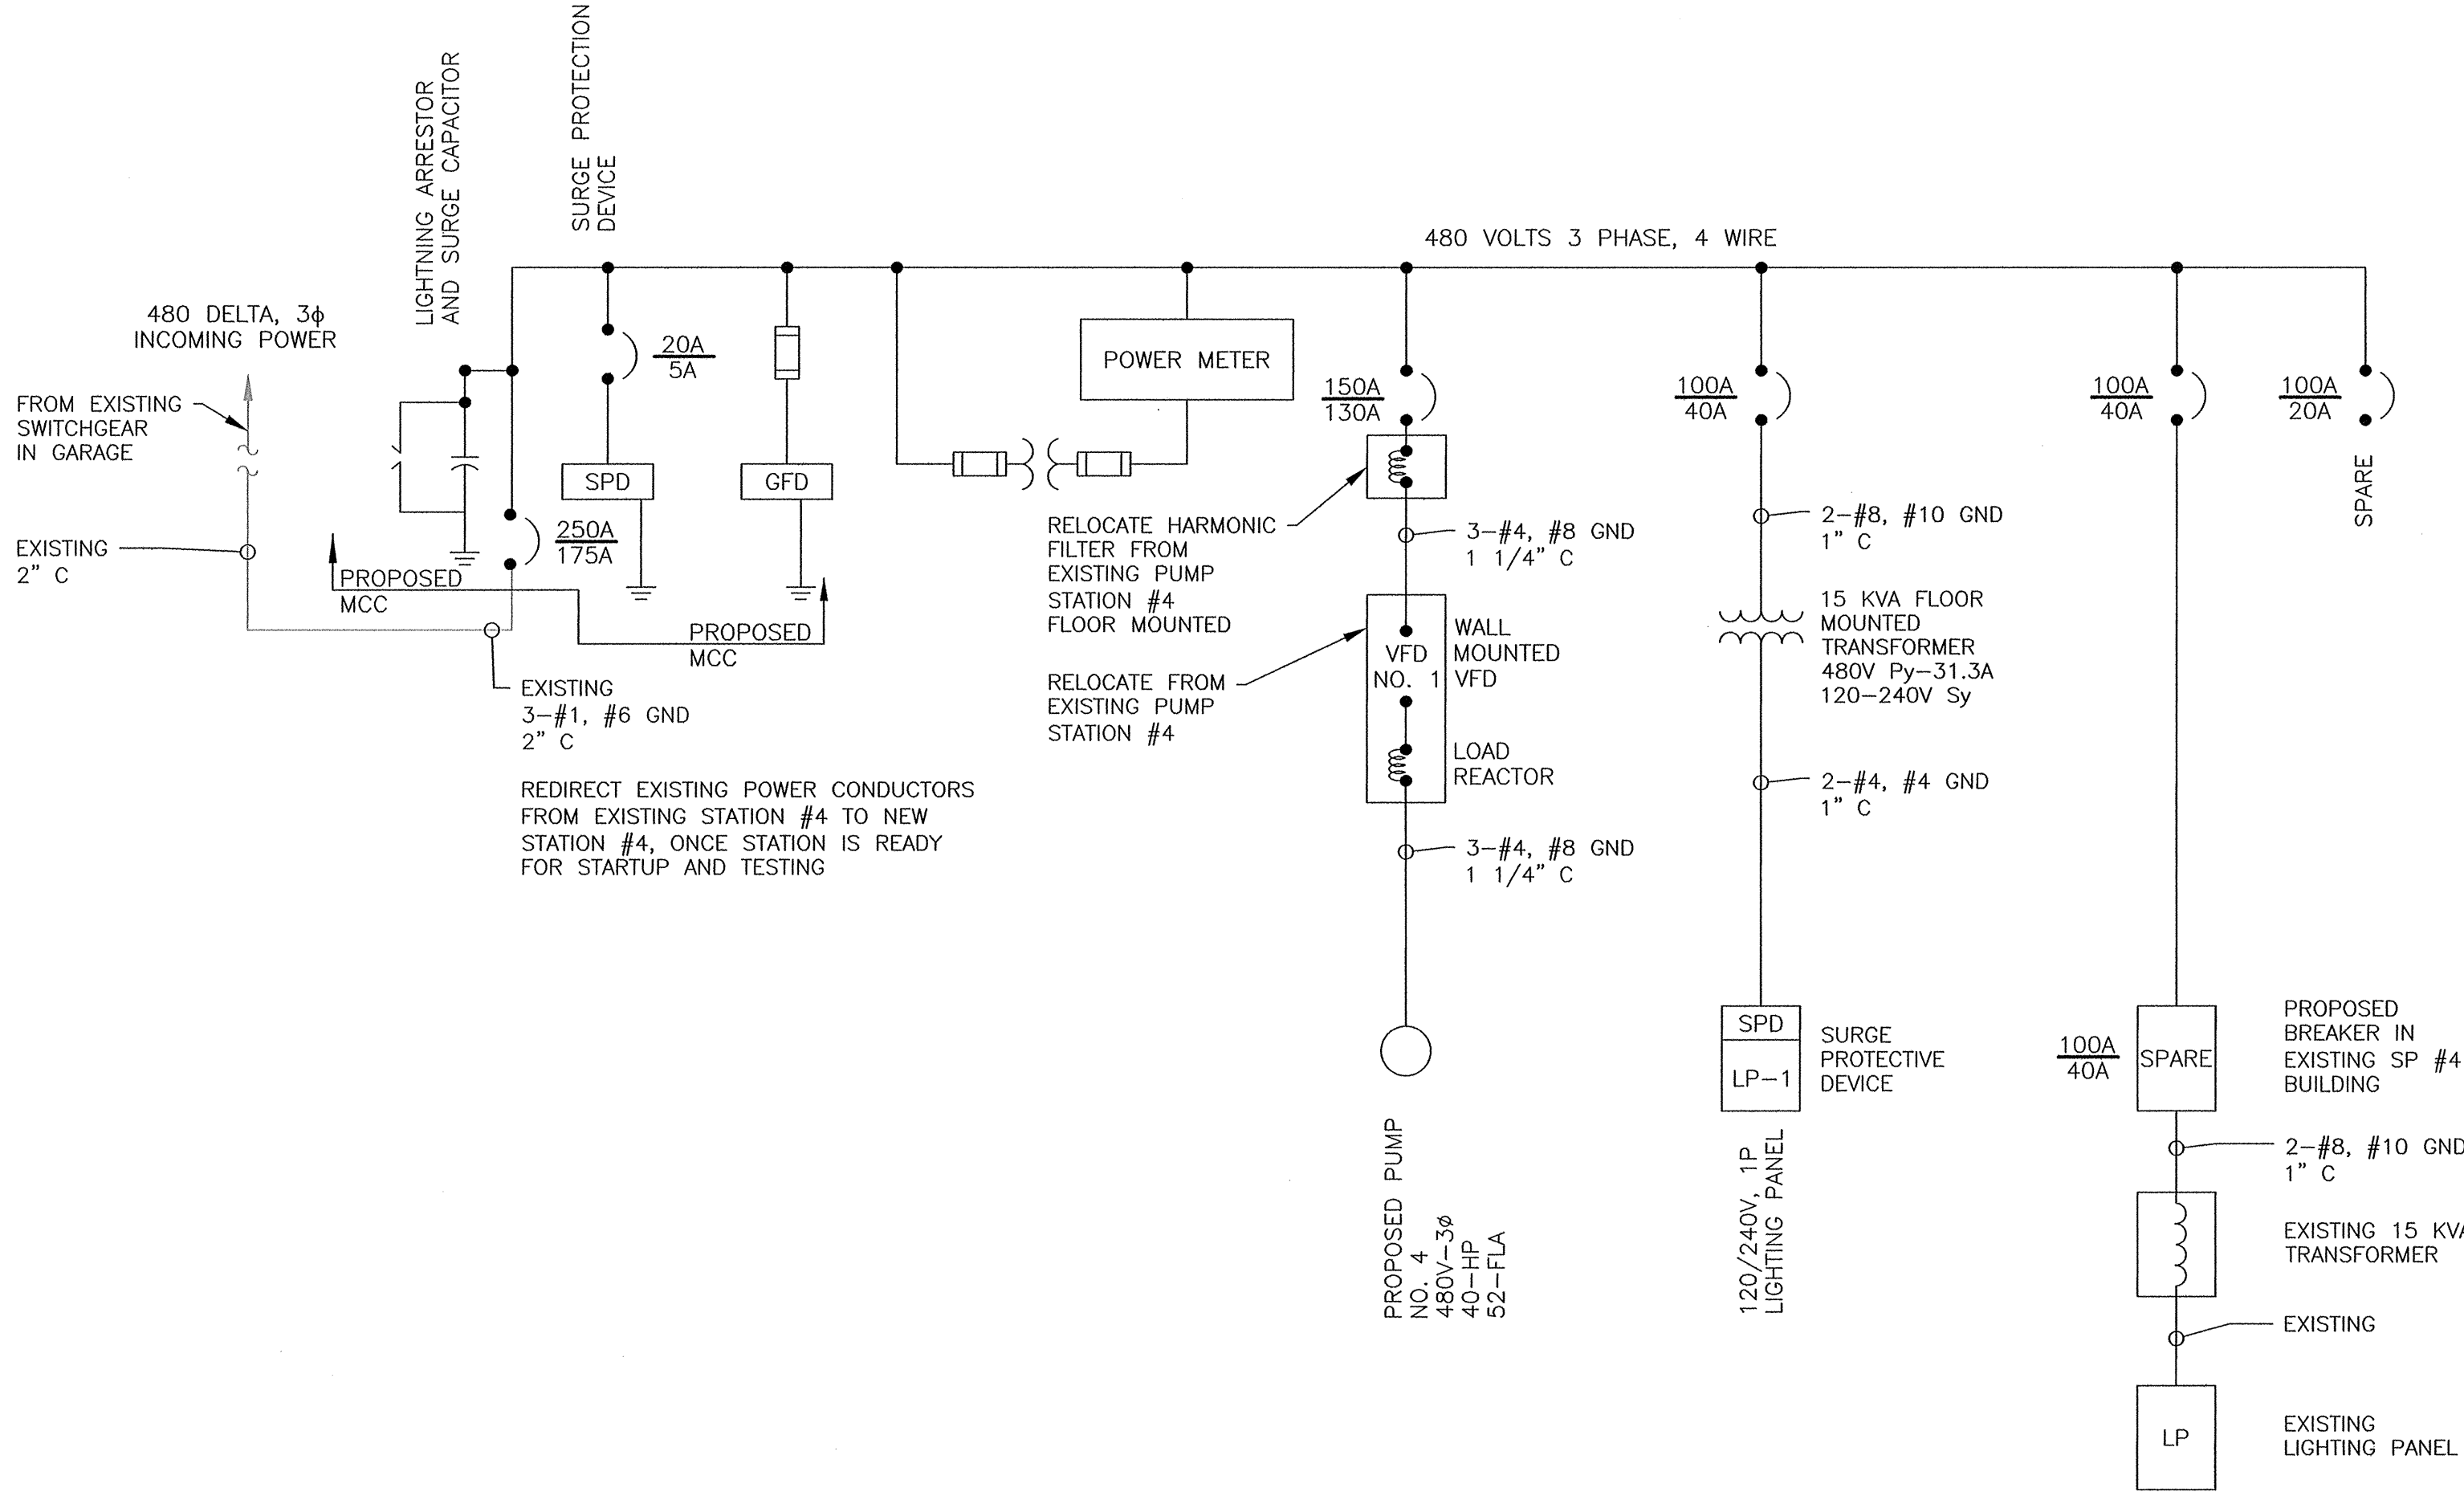 SURGE PROTECTION
DEVICE
LIGHTNING ARRESTOR
AND SURGE CAPACITOR
480 VOLTS 3 PHASE, 4 WIRE
480 DELTA, 3ϕ
INCOMING POWER
FROM EXISTING
SWITCHGEAR
IN GARAGE
EXISTING
2" C
20A
5A
SPD
GFD
250A
175A
PROPOSED
MCC
PROPOSED
MCC
EXISTING
3-#1, #6 GND
2" C
REDIRECT EXISTING POWER CONDUCTORS
FROM EXISTING STATION #4 TO NEW
STATION #4, ONCE STATION IS READY
FOR STARTUP AND TESTING
POWER METER
150A
130A
RELOCATE HARMONIC
FILTER FROM
EXISTING PUMP
STATION #4
FLOOR MOUNTED
3-#4, #8 GND
1 1/4" C
RELOCATE FROM
EXISTING PUMP
STATION #4
VFD
NO. 1
WALL
MOUNTED
VFD
LOAD
REACTOR
3-#4, #8 GND
1 1/4" C
PROPOSED PUMP
NO. 4
480V-3ϕ
40-HP
52-FLA
100A
40A
2-#8, #10 GND
1" C
15 KVA FLOOR
MOUNTED
TRANSFORMER
480V Py-31.3A
120-240V Sy
2-#4, #4 GND
1" C
SPD
LP-1
SURGE
PROTECTIVE
DEVICE
120/240V, 1P
LIGHTING PANEL
100A
40A
100A
20A
SPARE
100A
40A
SPARE
PROPOSED
BREAKER IN
EXISTING SP #4
BUILDING
2-#8, #10 GND
1" C
EXISTING 15 KVA
TRANSFORMER
EXISTING
LP
EXISTING
LIGHTING PANEL